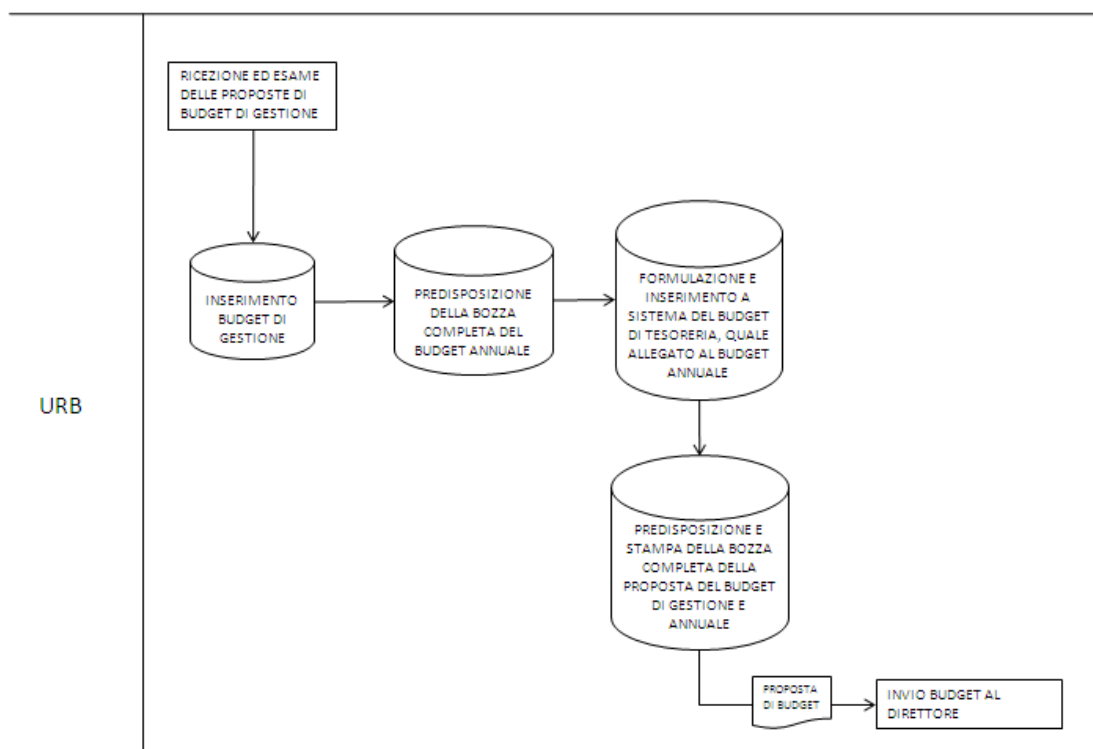 RICEZIONE ED ESAME
DELLE PROPOSTE DI
BUDGET DI GESTIONE
INSERIMENTO
BUDGET DI
GESTIONE
PREDISPOSIZIONE
DELLA BOZZA
COMPLETA DEL
BUDGET ANNUALE
FORMULAZIONE E
INSERIMENTO A
SISTEMA DEL BUDGET
DI TESORERIA, QUALE
ALLEGATO AL BUDGET
ANNUALE
URB
PREDISPOSIZIONE E
STAMPA DELLA BOZZA
COMPLETA DELLA
PROPOSTA DEL BUDGET
DI GESTIONE E
ANNUALE
PROPOSTA
DI BUDGET
INVIO BUDGET AL
DIRETTORE